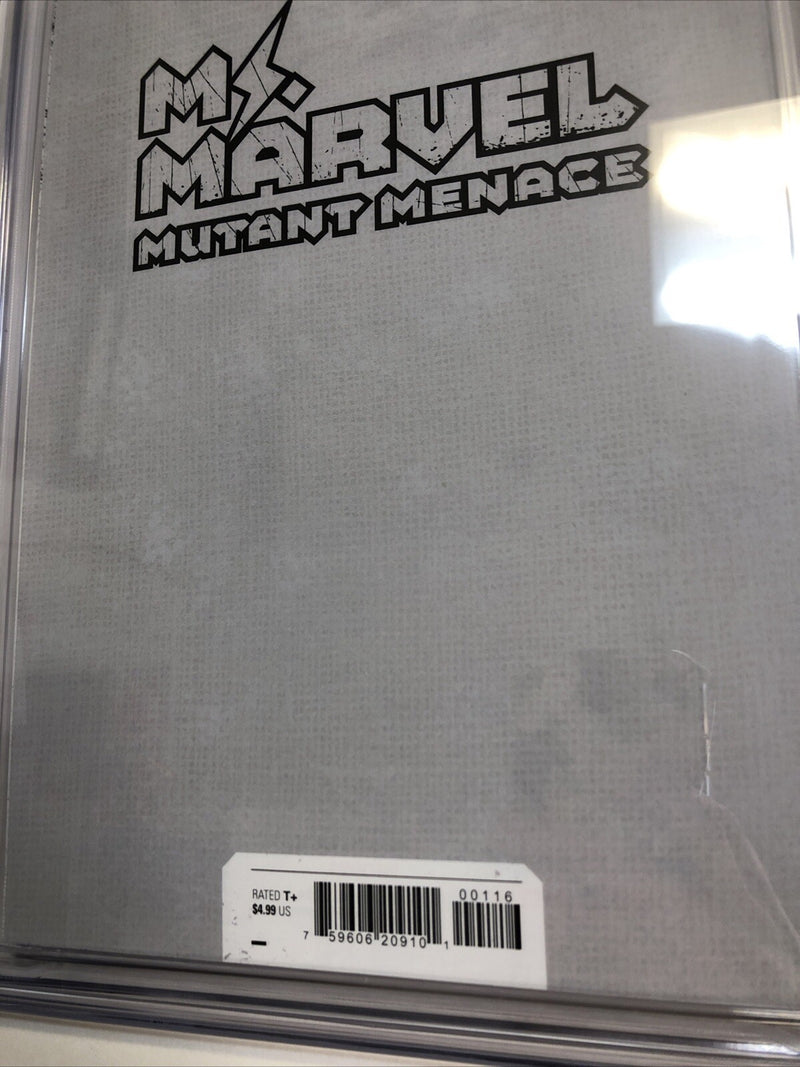 Ms.
MARVEL
MUTANT MENACE
RATED T+
$4.99 US
00116
7 59606 20910 1